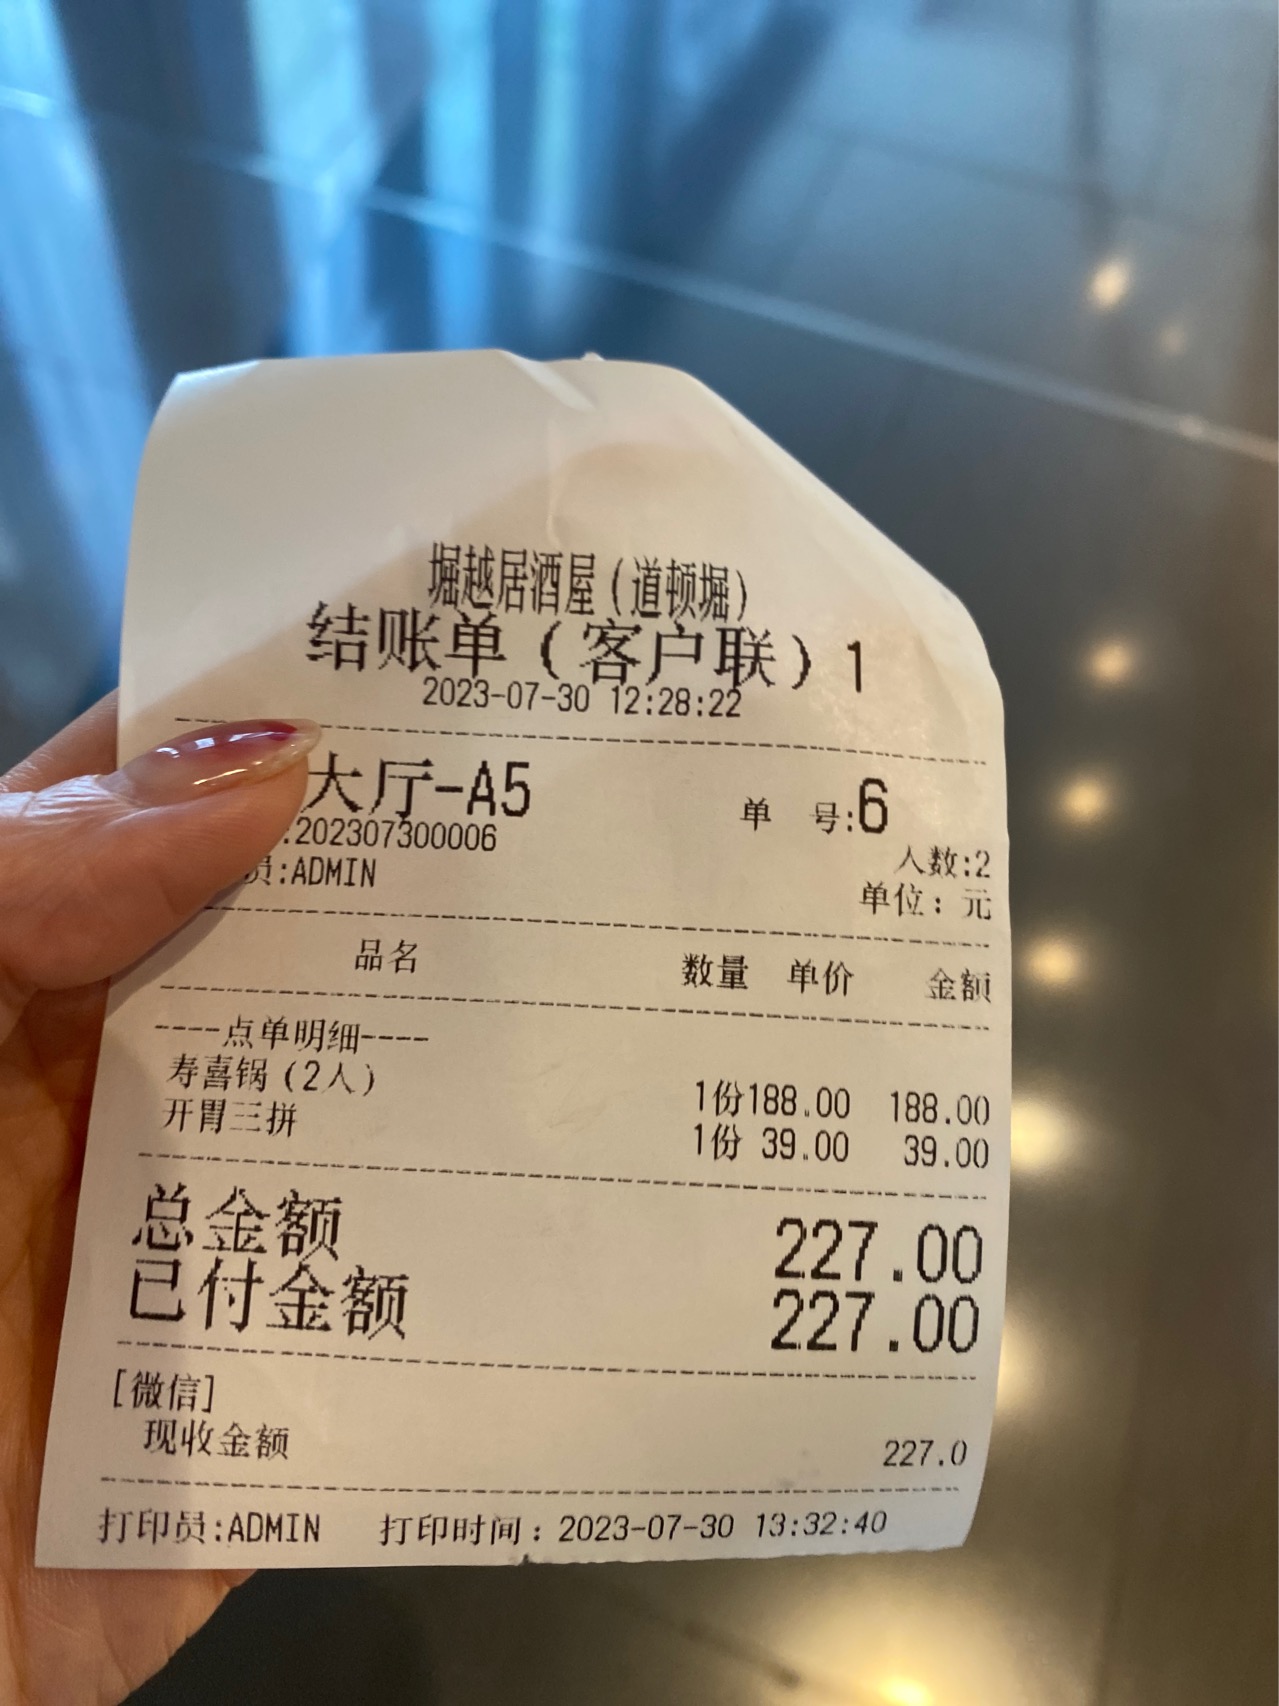 堀越居酒屋(道顿堀)
结账单(客户联)1
2023-07-30 12:28:22
大厅-A5 单 号:6
:202307300006
人数:2
员:ADMIN
单位: 元
品名 数量 单价 金额
----点单明细----
寿喜锅(2人) 1份188.00 188.00
开胃三拼 1份 39.00 39.00
总金额 227.00
已付金额 227.00
[微信]
现收金额 227.0
打印员:ADMIN 打印时间: 2023-07-30 13:32:40